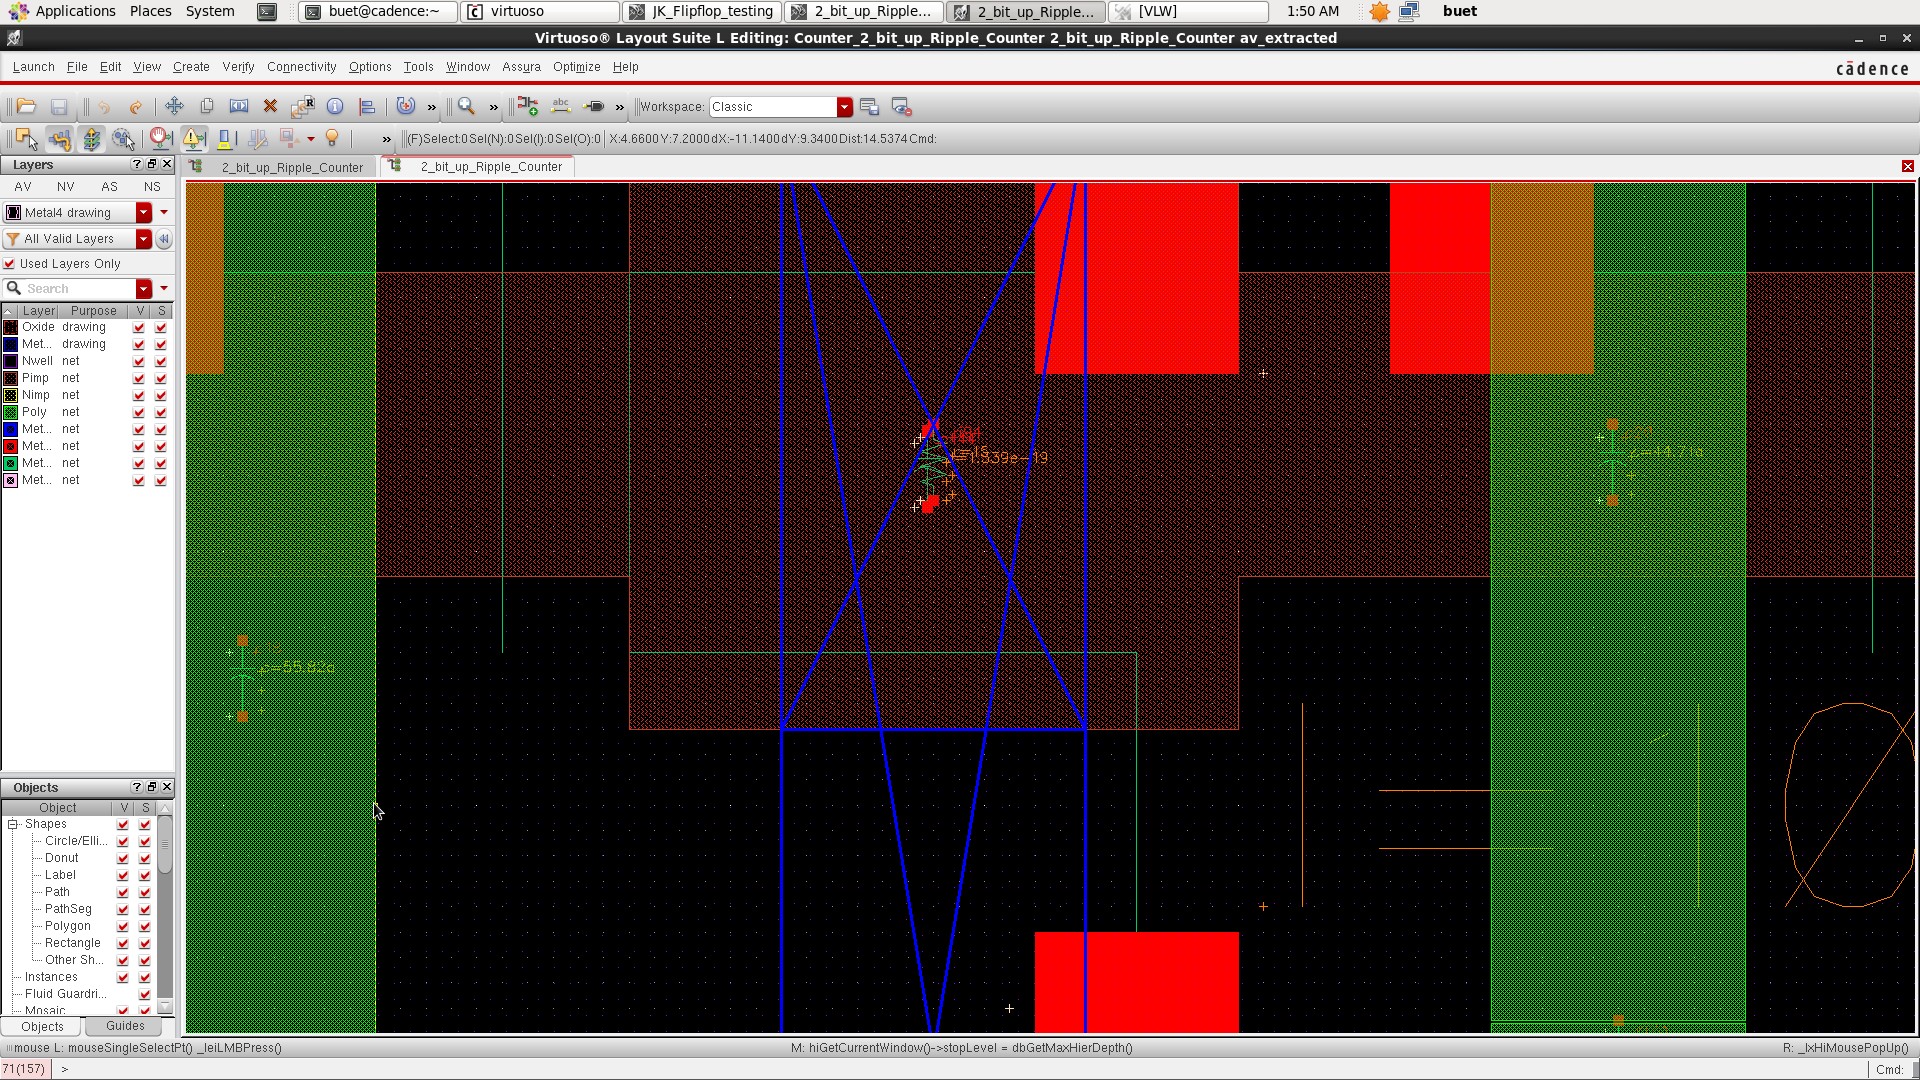 Applications Places System buet@cadence:~ virtuoso JK_Flipflop_testing 2_bit_up_Ripple... 2_bit_up_Ripple... [VLW] 1:50 AM buet
Virtuoso® Layout Suite L Editing: Counter_2_bit_up_Ripple_Counter 2_bit_up_Ripple_Counter av_extracted
Launch File Edit View Create Verify Connectivity Options Tools Window Assura Optimize Help
cādence
» » abc » Workspace: Classic
» (F)Select:0 Sel(N):0 Sel(I):0 Sel(O):0 X:4.6600 Y:7.2000 dX:-11.1400 dY:9.3400 Dist:14.5374 Cmd:
Layers
2_bit_up_Ripple_Counter 2_bit_up_Ripple_Counter
AV NV AS NS
Metal4 drawing
All Valid Layers
Used Layers Only
Search
Layer Purpose V S
Oxide drawing
Met... drawing
Nwell net
Pimp net
Nimp net
Poly net
Met... net
Met... net
Met... net
Met... net
Objects
Object V S
Shapes
Circle/Elli...
Donut
Label
Path
PathSeg
Polygon
Rectangle
Other Sh...
Instances
Fluid Guardri...
Mosaic
Objects Guides
mouse L: mouseSingleSelectPt() _leiLMBPress()
M: hiGetCurrentWindow()->stopLevel = dbGetMaxHierDepth()
R: _lxHiMousePopUp()
71(157) >
Cmd: